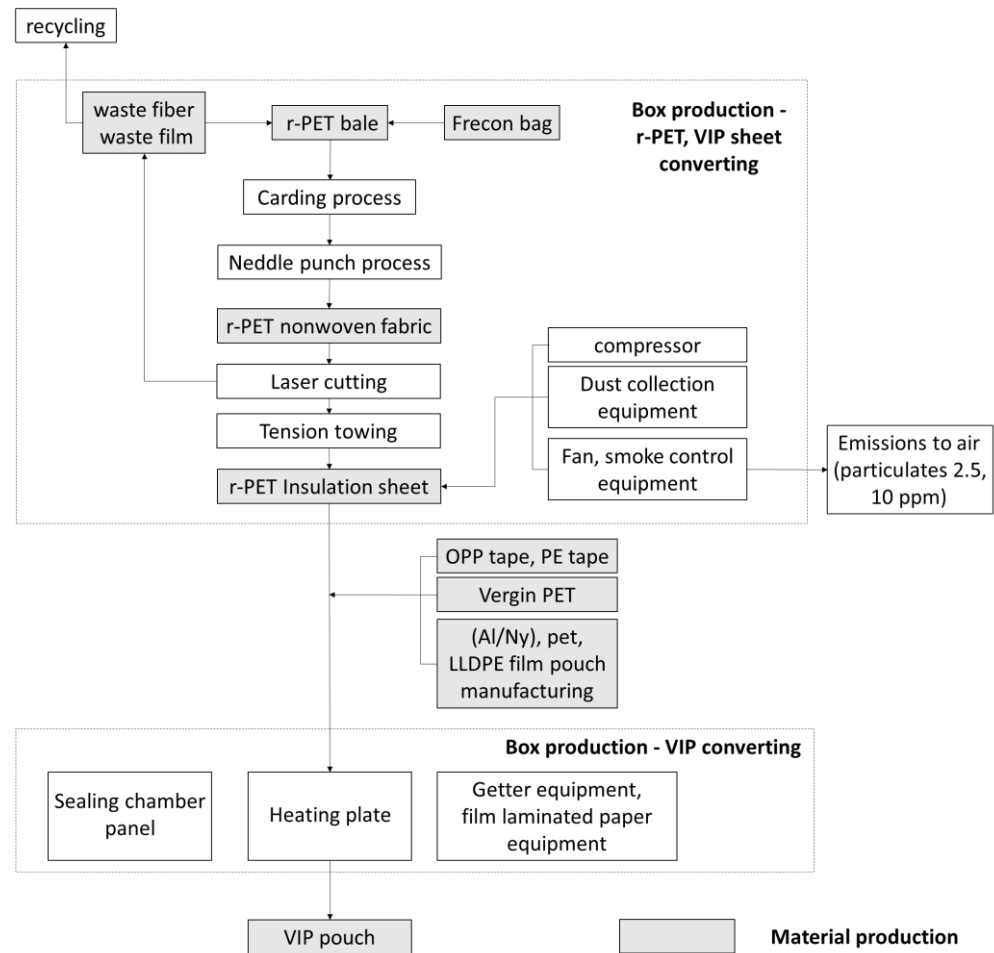 recycling
waste fiber
waste film
r-PET bale
Frecon bag
Box production -
r-PET, VIP sheet
converting
Carding process
Neddle punch process
r-PET nonwoven fabric
Laser cutting
Tension towing
r-PET Insulation sheet
compressor
Dust collection
equipment
Fan, smoke control
equipment
Emissions to air
(particulates 2.5,
10 ppm)
OPP tape, PE tape
Vergin PET
(Al/Ny), pet,
LLDPE film pouch
manufacturing
Box production - VIP converting
Sealing chamber
panel
Heating plate
Getter equipment,
film laminated paper
equipment
VIP pouch
Material production